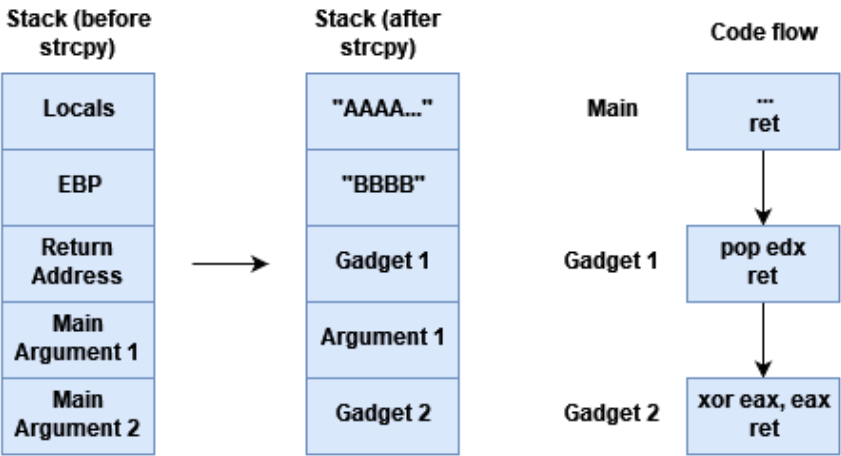 Stack (before
strcpy)
Locals
EBP
Return
Address
Main
Argument 1
Main
Argument 2
Stack (after
strcpy)
"AAAA..."
"BBBB"
Gadget 1
Argument 1
Gadget 2
Code flow
Main
...
ret
Gadget 1
pop edx
ret
Gadget 2
xor eax, eax
ret